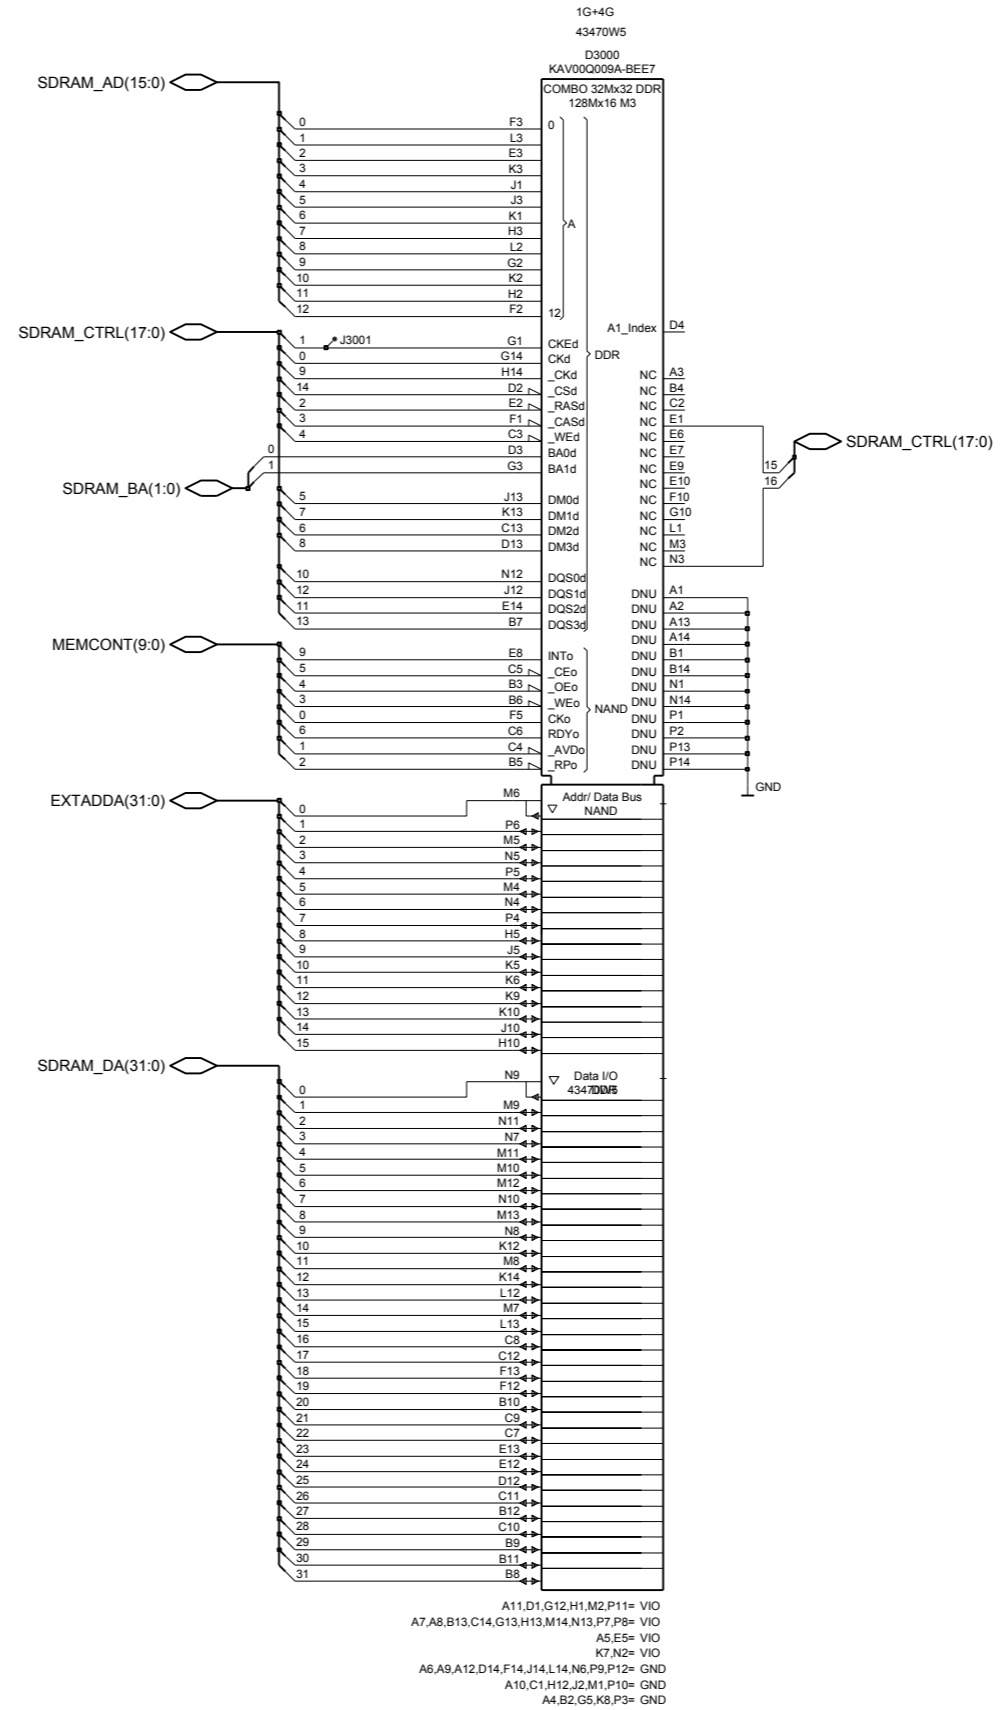 1G+4G
43470W5
D3000
KAV00Q009A-BEE7
COMBO 32Mx32 DDR
128Mx16 M3
SDRAM_AD(15:0)
0 F3 0
1 L3
2 E3
3 K3
4 J1
5 J3
6 K1
7 H3 A
8 L2
9 G2
10 K2
11 H2
12 F2 12
A1_Index D4
SDRAM_CTRL(17:0)
1 J3001 G1 CKEd
0 G14 CKd
DDR
9 H14 _CKd NC A3
14 D2 _CSd NC B4
2 E2 _RASd NC C2
3 F1 _CASd NC E1
4 C3 _WEd NC E6
0 D3 BA0d NC E7
1 G3 BA1d NC E9
SDRAM_BA(1:0)
NC E10
5 J13 DM0d NC F10
7 K13 DM1d NC G10
6 C13 DM2d NC L1
8 D13 DM3d NC M3
NC N3
15
16
SDRAM_CTRL(17:0)
10 N12 DQS0d
12 J12 DQS1d DNU A1
11 E14 DQS2d DNU A2
13 B7 DQS3d DNU A13
DNU A14
MEMCONT(9:0)
9 E8 INTo DNU B1
5 C5 _CEo DNU B14
4 B3 _OEo DNU N1
3 B6 _WEo NAND DNU N14
0 F5 CKo DNU P1
6 C6 RDYo DNU P2
1 C4 _AVDo DNU P13
2 B5 _RPo DNU P14
GND
EXTADDA(31:0)
Addr/ Data Bus
NAND
0 M6
1 P6
2 M5
3 N5
4 P5
5 M4
6 N4
7 P4
8 H5
9 J5
10 K5
11 K6
12 K9
13 K10
14 J10
15 H10
SDRAM_DA(31:0)
Data I/O
43470W5
DDR
0 N9
1 M9
2 N11
3 N7
4 M11
5 M10
6 M12
7 N10
8 M13
9 N8
10 K12
11 M8
12 K14
13 L12
14 M7
15 L13
16 C8
17 C12
18 F13
19 F12
20 B10
21 C9
22 C7
23 E13
24 E12
25 D12
26 C11
27 B12
28 C10
29 B9
30 B11
31 B8
A11,D1,G12,H1,M2,P11= VIO
A7,A8,B13,C14,G13,H13,M14,N13,P7,P8= VIO
A5,E5= VIO
K7,N2= VIO
A6,A9,A12,D14,F14,J14,L14,N6,P9,P12= GND
A10,C1,H12,J2,M1,P10= GND
A4,B2,G5,K8,P3= GND